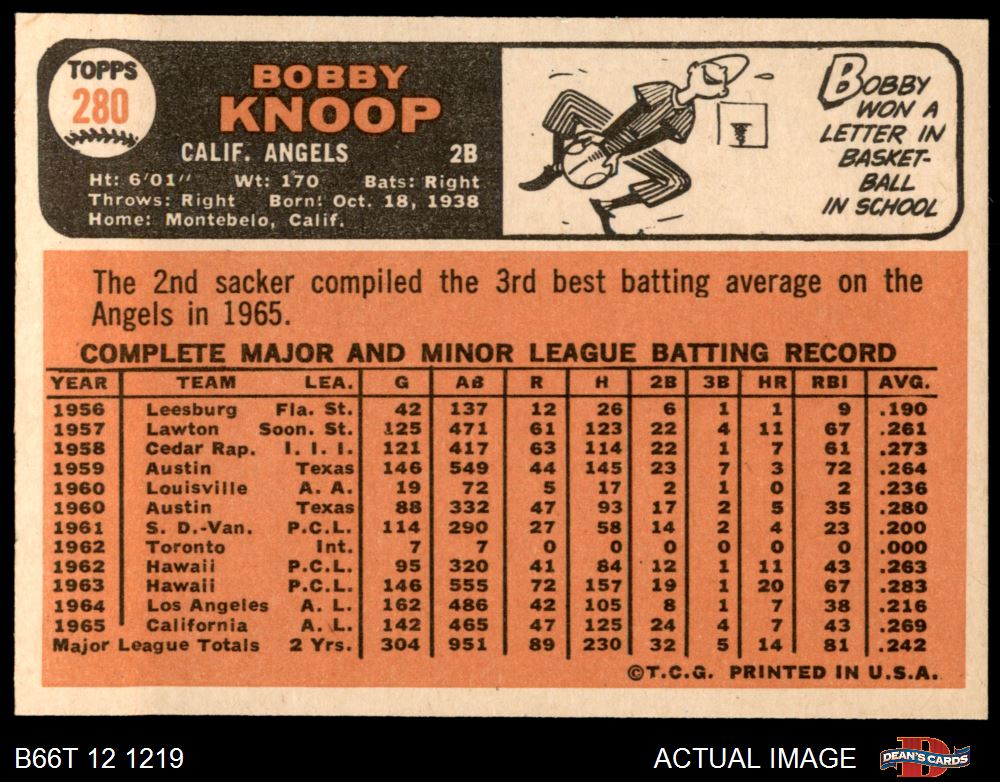 TOPPS
280
BOBBY
KNOOP
CALIF. ANGELS 2B
Ht: 6'01" Wt: 170 Bats: Right
Throws: Right Born: Oct. 18, 1938
Home: Montebelo, Calif.
BOBBY
WON A
LETTER IN
BASKET-
BALL
IN SCHOOL
The 2nd sacker compiled the 3rd best batting average on the
Angels in 1965.
COMPLETE MAJOR AND MINOR LEAGUE BATTING RECORD
YEAR TEAM LEA. G AB R H 2B 3B HR RBI AVG.
1956 Leesburg Fla. St. 42 137 12 26 6 1 1 9 .190
1957 Lawton Soon. St. 125 471 61 123 22 4 11 67 .261
1958 Cedar Rap. I. I. I. 121 417 63 114 22 1 7 61 .273
1959 Austin Texas 146 549 44 145 23 7 3 72 .264
1960 Louisville A. A. 19 72 5 17 2 1 0 2 .236
1960 Austin Texas 88 332 47 93 17 2 5 35 .280
1961 S. D.-Van. P.C.L. 114 290 27 58 14 2 4 23 .200
1962 Toronto Int. 7 7 0 0 0 0 0 0 .000
1962 Hawaii P.C.L. 95 320 41 84 12 1 11 43 .263
1963 Hawaii P.C.L. 146 555 72 157 19 1 20 67 .283
1964 Los Angeles A. L. 162 486 42 105 8 1 7 38 .216
1965 California A. L. 142 465 47 125 24 4 7 43 .269
Major League Totals 2 Yrs. 304 951 89 230 32 5 14 81 .242
©T.C.G. PRINTED IN U.S.A.
B66T 12 1219 ACTUAL IMAGE DEAN'S CARDS